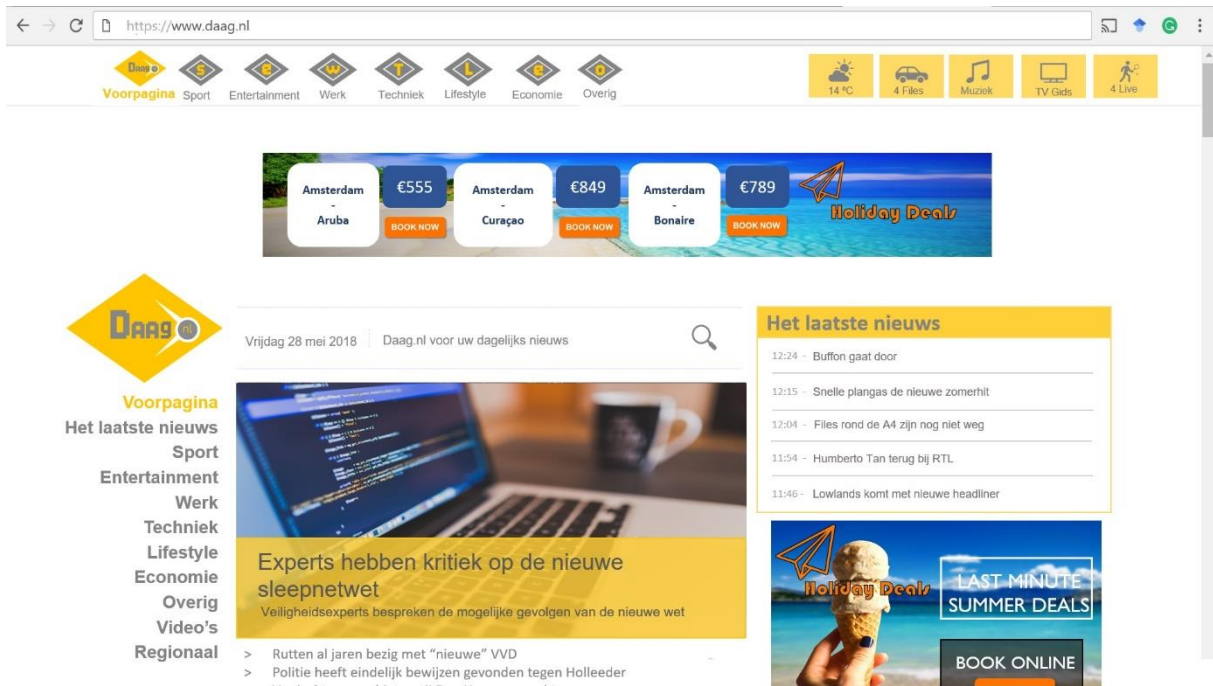 https://www.daag.nl
Daag
Voorpagina
S
Sport
e
Entertainment
W
Werk
T
Techniek
L
Lifestyle
e
Economie
o
Overig
14 ºC
4 Files
Muziek
TV Gids
4 Live
Amsterdam
-
Aruba
€555
BOOK NOW
Amsterdam
-
Curaçao
€849
BOOK NOW
Amsterdam
-
Bonaire
€789
BOOK NOW
Holiday Deals
Daag nl
Voorpagina
Het laatste nieuws
Sport
Entertainment
Werk
Techniek
Lifestyle
Economie
Overig
Video's
Regionaal
Vrijdag 28 mei 2018
Daag.nl voor uw dagelijks nieuws
Experts hebben kritiek op de nieuwe
sleepnetwet
Veiligheidsexperts bespreken de mogelijke gevolgen van de nieuwe wet
> Rutten al jaren bezig met "nieuwe" VVD
> Politie heeft eindelijk bewijzen gevonden tegen Holleeder
Het laatste nieuws
12:24 - Buffon gaat door
12:15 - Snelle plangas de nieuwe zomerhit
12:04 - Files rond de A4 zijn nog niet weg
11:54 - Humberto Tan terug bij RTL
11:46 - Lowlands komt met nieuwe headliner
Holiday Deals
LAST MINUTE
SUMMER DEALS
BOOK ONLINE